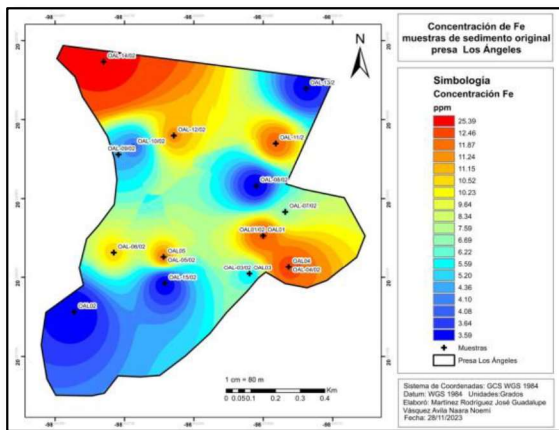 Concentración de Fe
muestras de sedimento original
presa Los Ángeles
N
OAL-14/02
OAL-13/2
OAL-12/02
OAL-11/2
OAL-10/02
OAL-09/02
OAL-08/02
OAL-07/02
OAL01/02
OAL01
OAL-06/02
OAL05
OAL-05/02
OAL04
OAL-04/02
OAL-03/02
OAL03
OAL-15/02
OAL02
1 cm = 80 m
Km
0 0.05 0.1 0.2 0.3 0.4
Simbología
Concentración Fe
ppm
25.39
12.46
11.87
11.24
11.15
10.52
10.23
9.64
8.34
7.59
6.69
6.22
5.59
5.20
4.36
4.10
4.08
3.64
3.59
Muestras
Presa Los Ángeles
Sistema de Coordenadas: GCS WGS 1984
Datum: WGS 1984 Unidades:Grados
Elaboró: Martínez Rodríguez José Guadalupe
Vásquez Avila Naara Noemí
Fecha: 28/11/2023